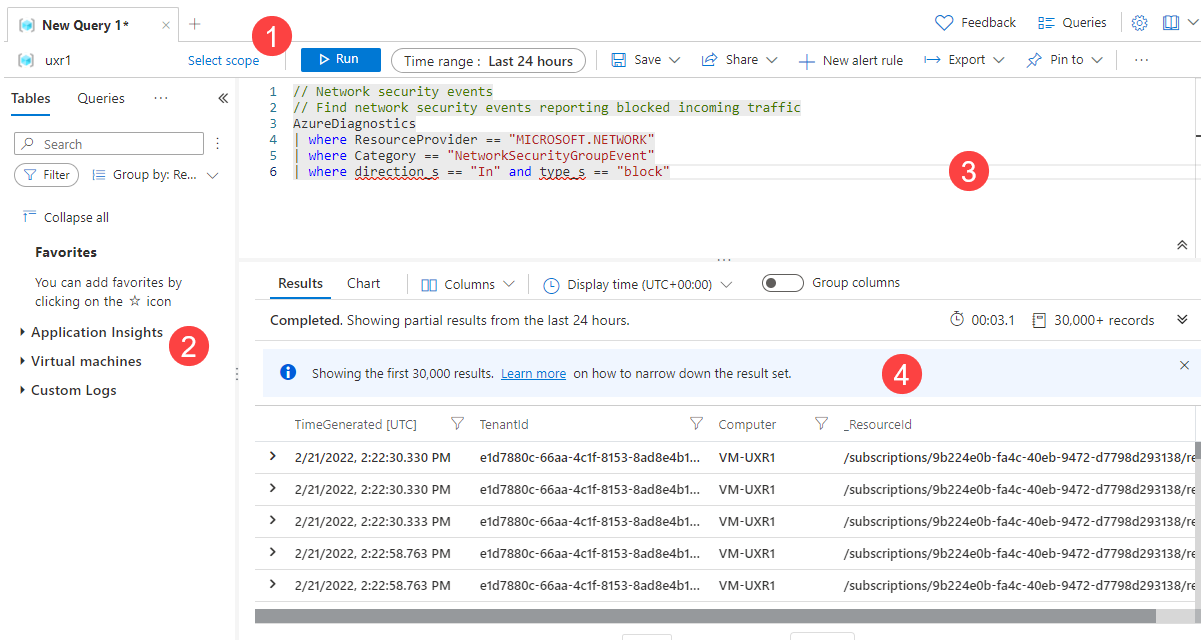 New Query 1*
Feedback
Queries
1
uxr1
Select scope
Run
Time range : Last 24 hours
Save
Share
New alert rule
Export
Pin to
Tables
Queries
Search
Filter
Group by: Re...
Collapse all
Favorites
You can add favorites by
clicking on the ☆ icon
Application Insights
Virtual machines
Custom Logs
2
1 // Network security events
2 // Find network security events reporting blocked incoming traffic
3 AzureDiagnostics
4 | where ResourceProvider == "MICROSOFT.NETWORK"
5 | where Category == "NetworkSecurityGroupEvent"
6 | where direction_s == "In" and type_s == "block"
3
Results
Chart
Columns
Display time (UTC+00:00)
Group columns
Completed. Showing partial results from the last 24 hours.
00:03.1
30,000+ records
Showing the first 30,000 results. Learn more on how to narrow down the result set.
4
TimeGenerated [UTC] TenantId Computer _ResourceId
2/21/2022, 2:22:30.330 PM e1d7880c-66aa-4c1f-8153-8ad8e4b1... VM-UXR1 /subscriptions/9b224e0b-fa4c-40eb-9472-d7798d293138/re
2/21/2022, 2:22:30.330 PM e1d7880c-66aa-4c1f-8153-8ad8e4b1... VM-UXR1 /subscriptions/9b224e0b-fa4c-40eb-9472-d7798d293138/re
2/21/2022, 2:22:30.333 PM e1d7880c-66aa-4c1f-8153-8ad8e4b1... VM-UXR1 /subscriptions/9b224e0b-fa4c-40eb-9472-d7798d293138/re
2/21/2022, 2:22:58.763 PM e1d7880c-66aa-4c1f-8153-8ad8e4b1... VM-UXR1 /subscriptions/9b224e0b-fa4c-40eb-9472-d7798d293138/re
2/21/2022, 2:22:58.763 PM e1d7880c-66aa-4c1f-8153-8ad8e4b1... VM-UXR1 /subscriptions/9b224e0b-fa4c-40eb-9472-d7798d293138/re